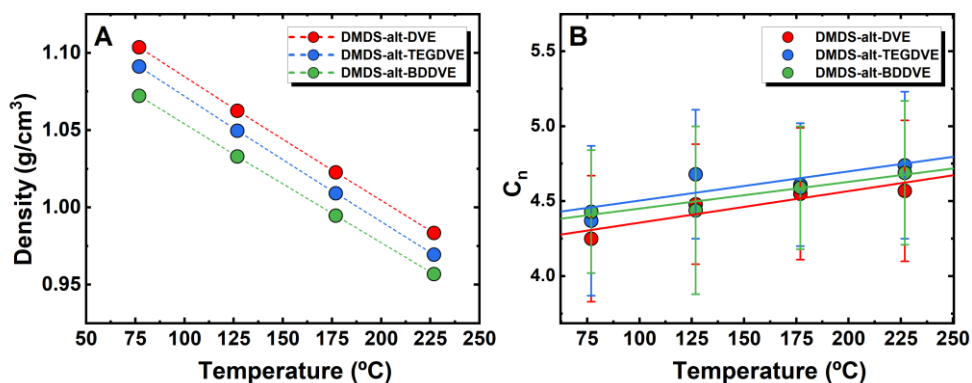 A
DMDS-alt-DVE
DMDS-alt-TEGDVE
DMDS-alt-BDDVE
1.10
1.05
1.00
0.95
Density (g/cm³)
50 75 100 125 150 175 200 225 250
Temperature (ºC)
B
DMDS-alt-DVE
DMDS-alt-TEGDVE
DMDS-alt-BDDVE
5.5
5.0
4.5
4.0
Cₙ
75 100 125 150 175 200 225 250
Temperature (ºC)